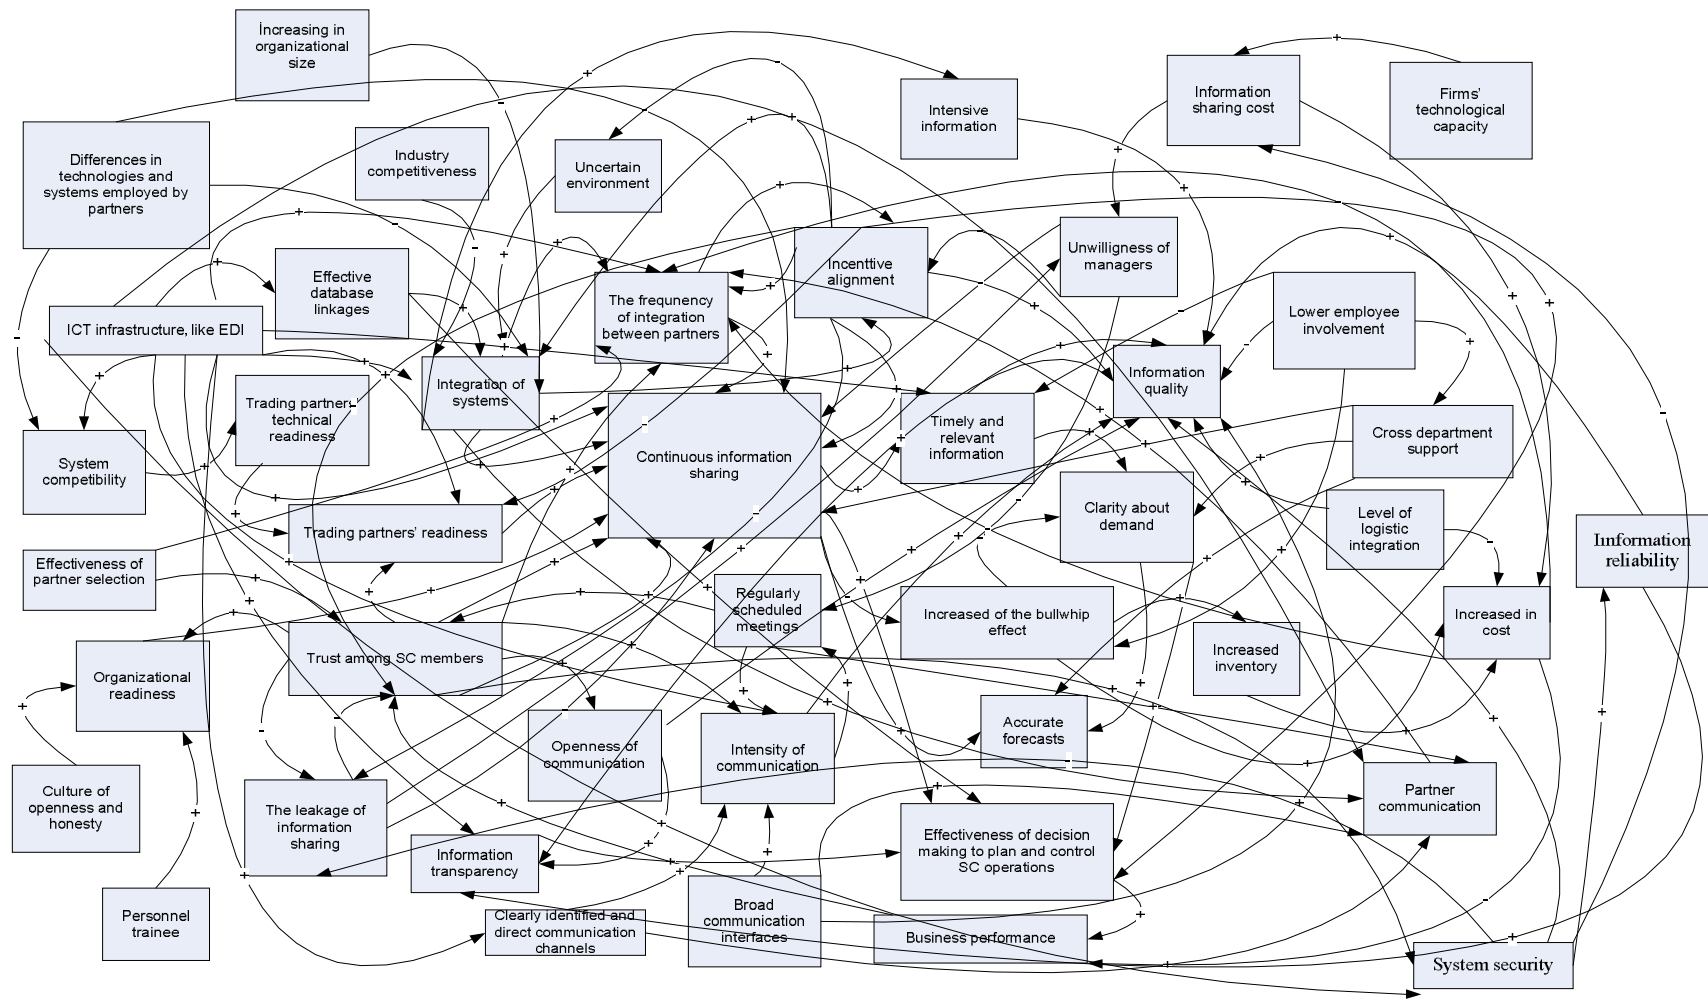 İncreasing in
organizational
size
Differences in
technologies and
systems employed by
partners
Industry
competitiveness
Uncertain
environment
Intensive
information
Information
sharing cost
Firms'
technological
capacity
Effective
database
linkages
ICT infrastructure, like EDI
The frequnency
of integration
between partners
Incenttive
alignment
Unwilligness of
managers
Lower employee
involvement
Integration of
systems
Information
quality
Trading partners
technical
readiness
System
competibility
Continuous information
sharing
Timely and
relevant
information
Cross department
support
Clarity about
demand
Level of
logistic
integration
Trading partners' readiness
Effectiveness of
partner selection
Iınformation
reliability
Regularly
scheduled
meetings
Increased of the bullwhip
effect
Increased in
cost
Increased
inventory
Trust among SC members
Organizational
readiness
Openness of
communication
Intensity of
communication
Accurate
forecasts
Partner
communication
Culture of
openness and
honesty
The leakage of
information
sharing
Information
transparency
Effectiveness of decision
making to plan and control
SC operations
Personnel
trainee
Clearly identified and
direct communication
channels
Broad
communication
interfaces
Business performance
System security